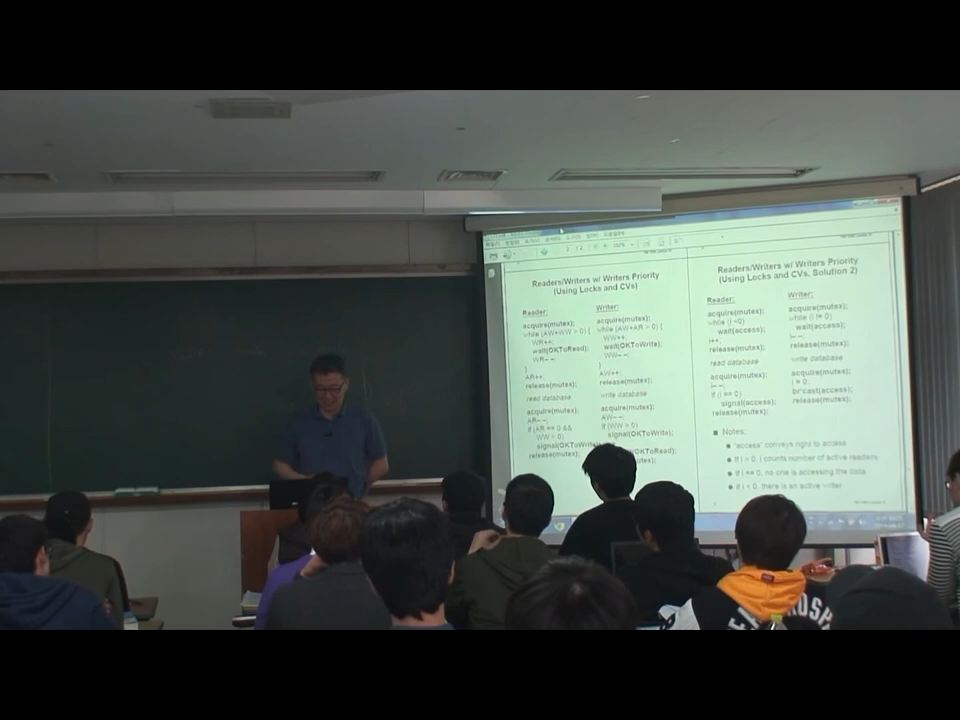 Readers/Writers w/ Writers Priority
(Using Locks and CVs)
Reader:
acquire(mutex);
while (AW+WW > 0) {
WR++;
wait(OKToRead);
WR--;
}
AR++;
release(mutex);
read database
acquire(mutex);
AR--;
if (AR == 0 &&
WW > 0)
signal(OKToWrite);
release(mutex);
Writer:
acquire(mutex);
while (AW+AR > 0) {
WW++;
wait(OKToWrite);
WW--;
}
AW++;
release(mutex);
write database
acquire(mutex);
AW--;
if (WW > 0)
signal(OKToWrite);
OKToRead);
Readers/Writers w/ Writers Priority
(Using Locks and CVs, Solution 2)
Reader:
acquire(mutex);
while (i <0)
wait(access);
i++;
release(mutex);
read database
acquire(mutex);
i--;
if (i == 0)
signal(access);
release(mutex);
Writer:
acquire(mutex);
while (i != 0)
wait(access);
i--;
release(mutex);
write database
acquire(mutex);
i = 0;
br'cast(access);
release(mutex);
Notes:
"access" conveys right to access
If i > 0, i counts number of active readers
If i == 0, no one is accessing the data
If i < 0, there is an active writer